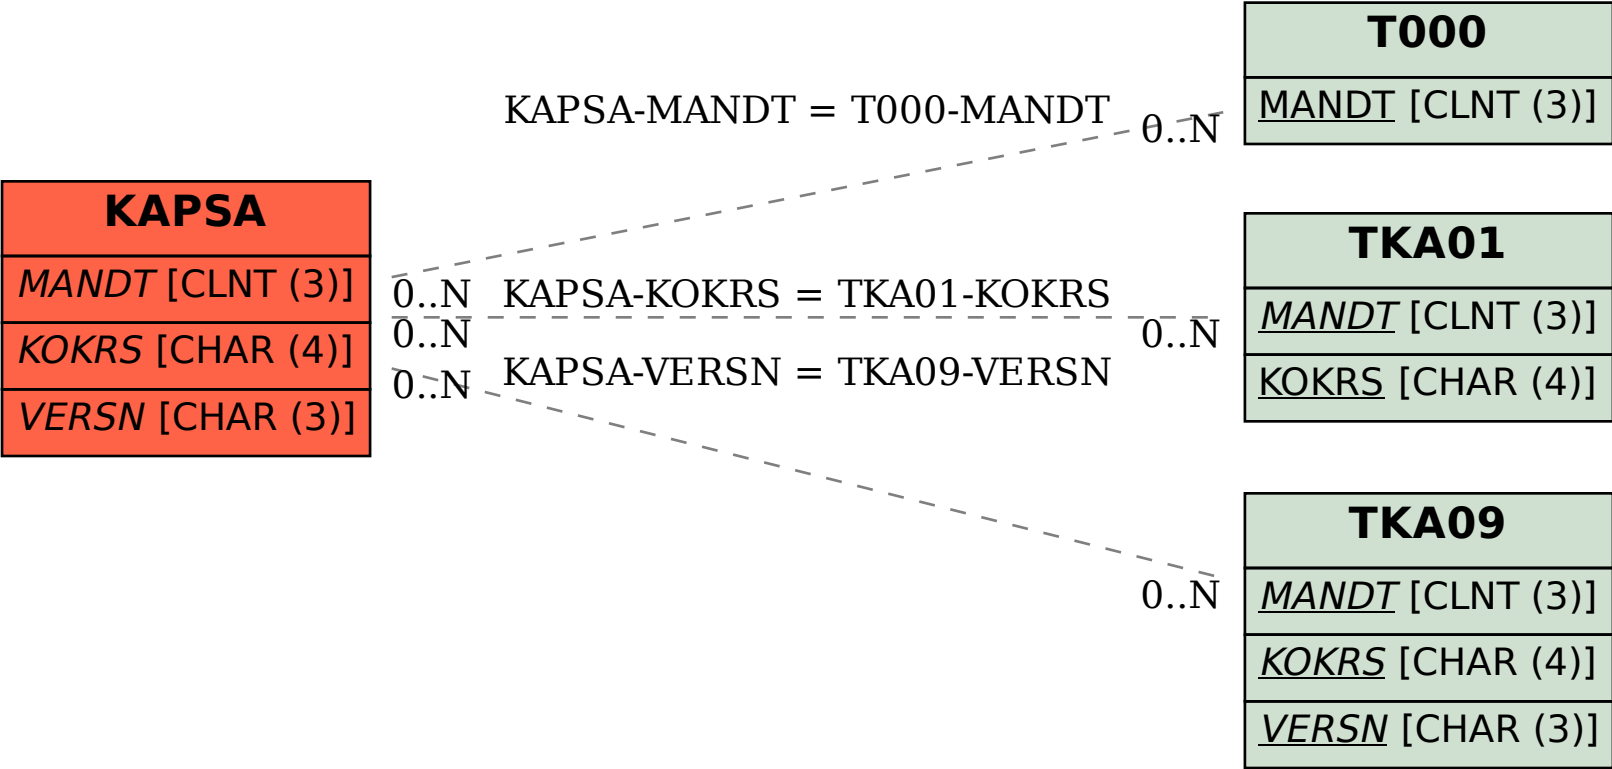 KAPSA
MANDT [CLNT (3)]
KOKRS [CHAR (4)]
VERSN [CHAR (3)]
KAPSA-MANDT = T000-MANDT
0..N
0..N
KAPSA-KOKRS = TKA01-KOKRS
0..N
0..N
KAPSA-VERSN = TKA09-VERSN
0..N
0..N
T000
MANDT [CLNT (3)]
TKA01
MANDT [CLNT (3)]
KOKRS [CHAR (4)]
TKA09
MANDT [CLNT (3)]
KOKRS [CHAR (4)]
VERSN [CHAR (3)]